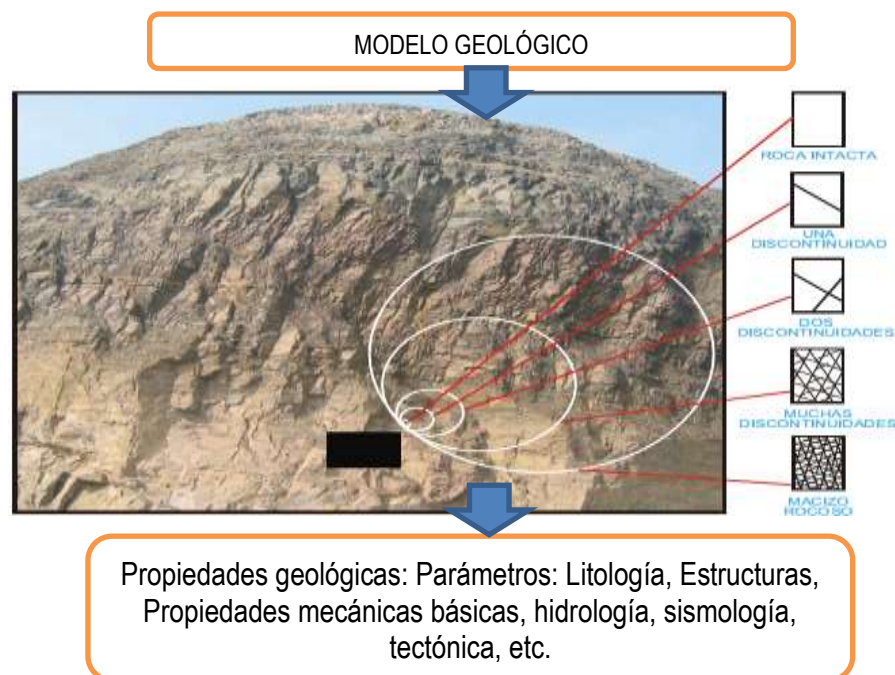 MODELO GEOLÓGICO
ROCA INTACTA
UNA
DISCONTINUIDAD
DOS
DISCONTINUIDADES
MUCHAS
DISCONTINUIDADES
MACIZO
ROCOSO
Propiedades geológicas: Parámetros: Litología, Estructuras,
Propiedades mecánicas básicas, hidrología, sismología,
tectónica, etc.